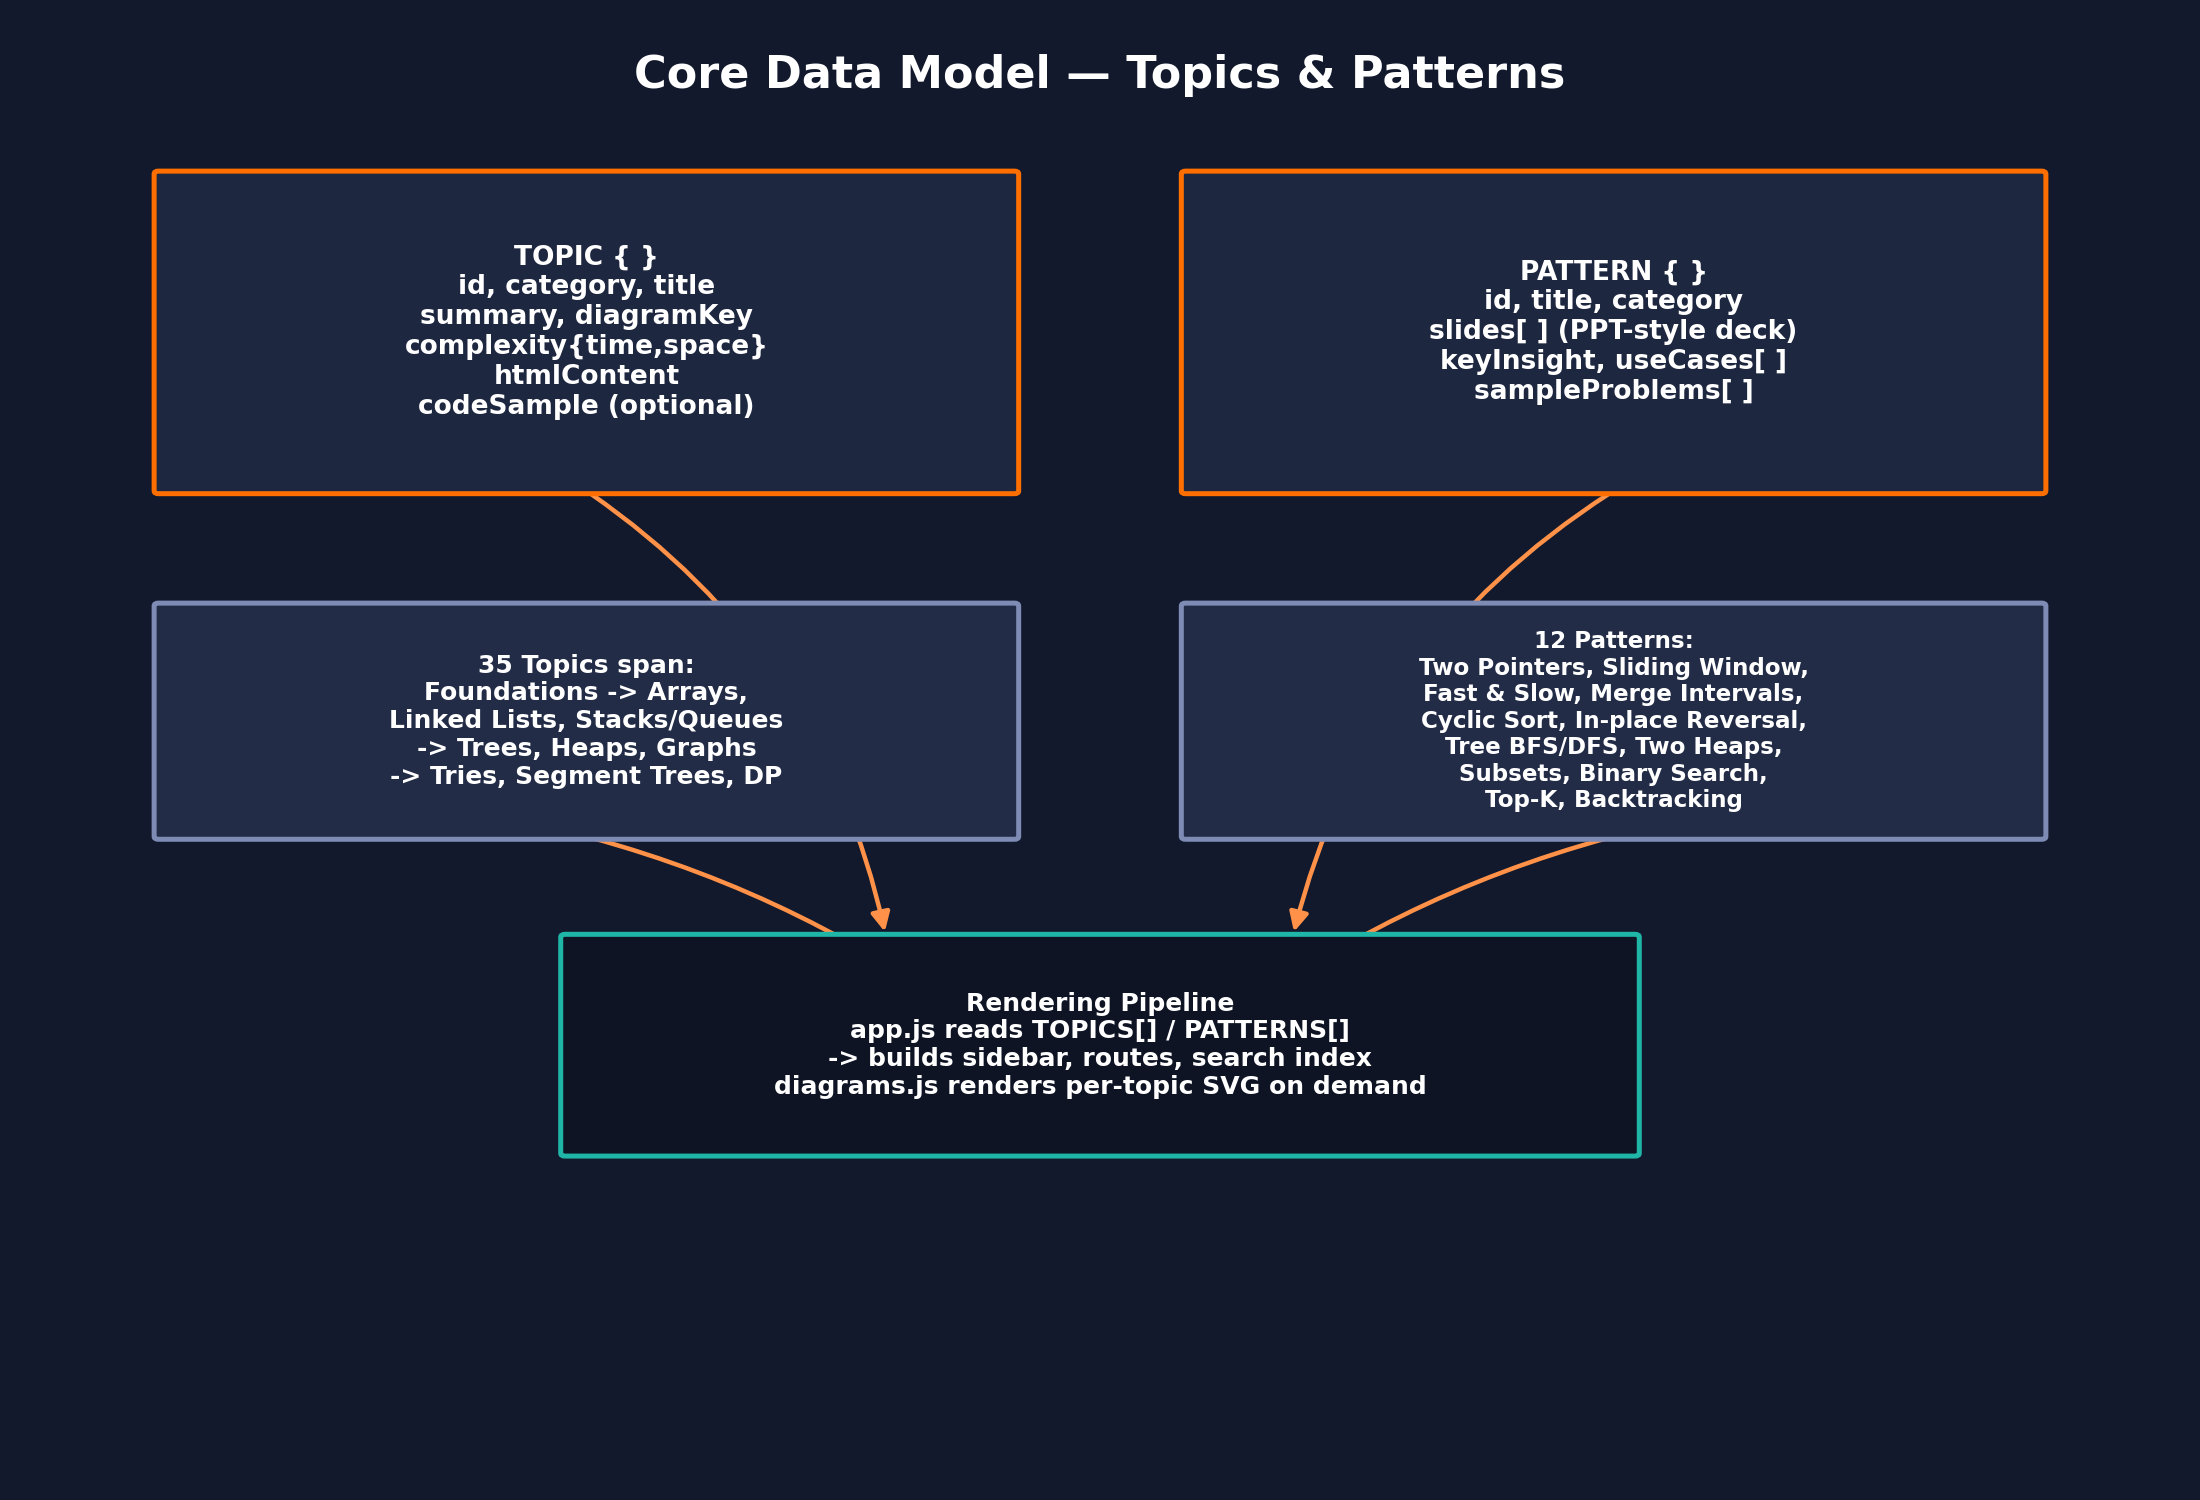 Core Data Model — Topics & Patterns
TOPIC { }
id, category, title
summary, diagramKey
complexity{time,space}
htmlContent
codeSample (optional)
PATTERN { }
id, title, category
slides[ ] (PPT-style deck)
keyInsight, useCases[ ]
sampleProblems[ ]
35 Topics span:
Foundations -> Arrays,
Linked Lists, Stacks/Queues
-> Trees, Heaps, Graphs
-> Tries, Segment Trees, DP
12 Patterns:
Two Pointers, Sliding Window,
Fast & Slow, Merge Intervals,
Cyclic Sort, In-place Reversal,
Tree BFS/DFS, Two Heaps,
Subsets, Binary Search,
Top-K, Backtracking
Rendering Pipeline
app.js reads TOPICS[] / PATTERNS[]
-> builds sidebar, routes, search index
diagrams.js renders per-topic SVG on demand